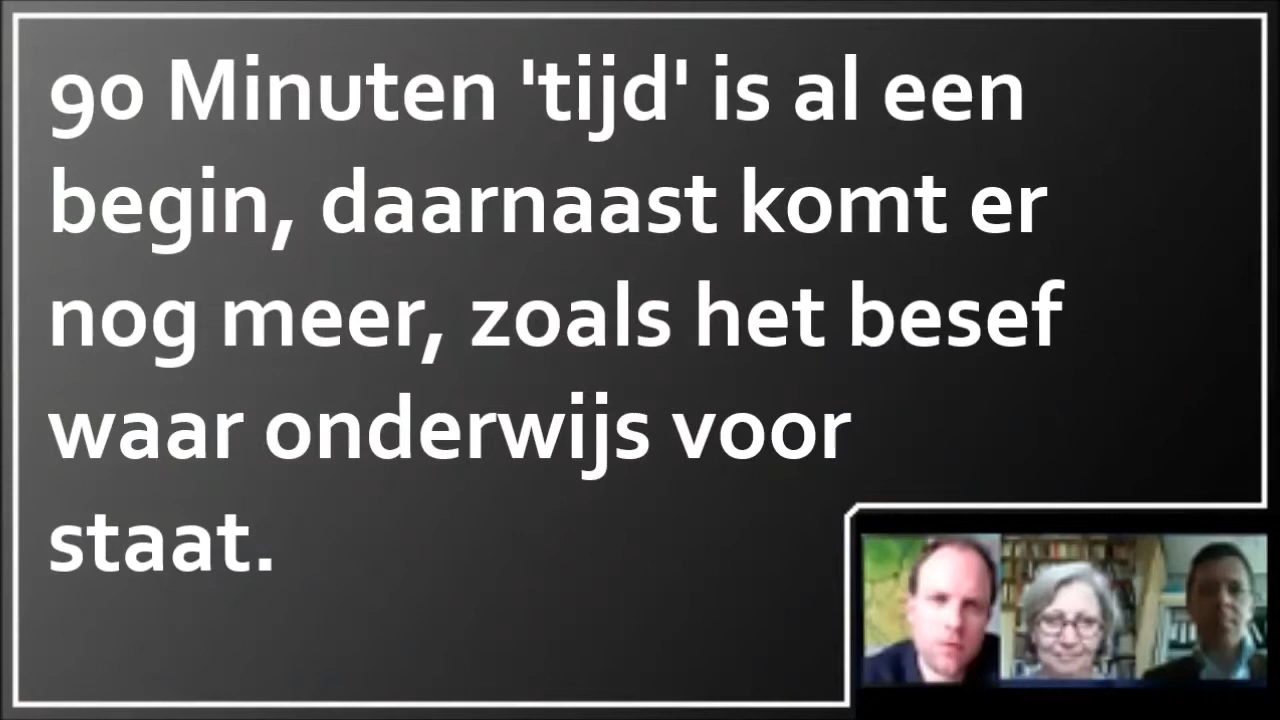 90 Minuten 'tijd' is al een
begin, daarnaast komt er
nog meer, zoals het besef
waar onderwijs voor
staat.